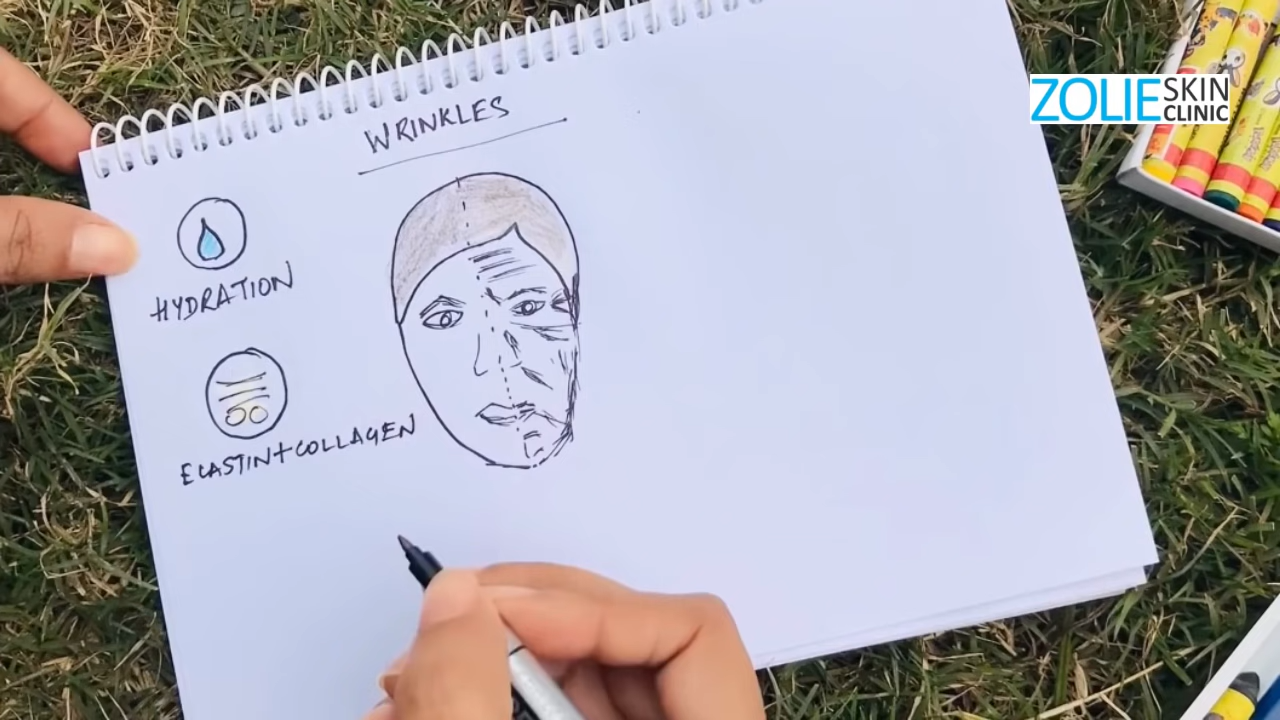 WRINKLES
HYDRATION
ELASTIN+COLLAGEN
ZOLIE SKIN
CLINIC